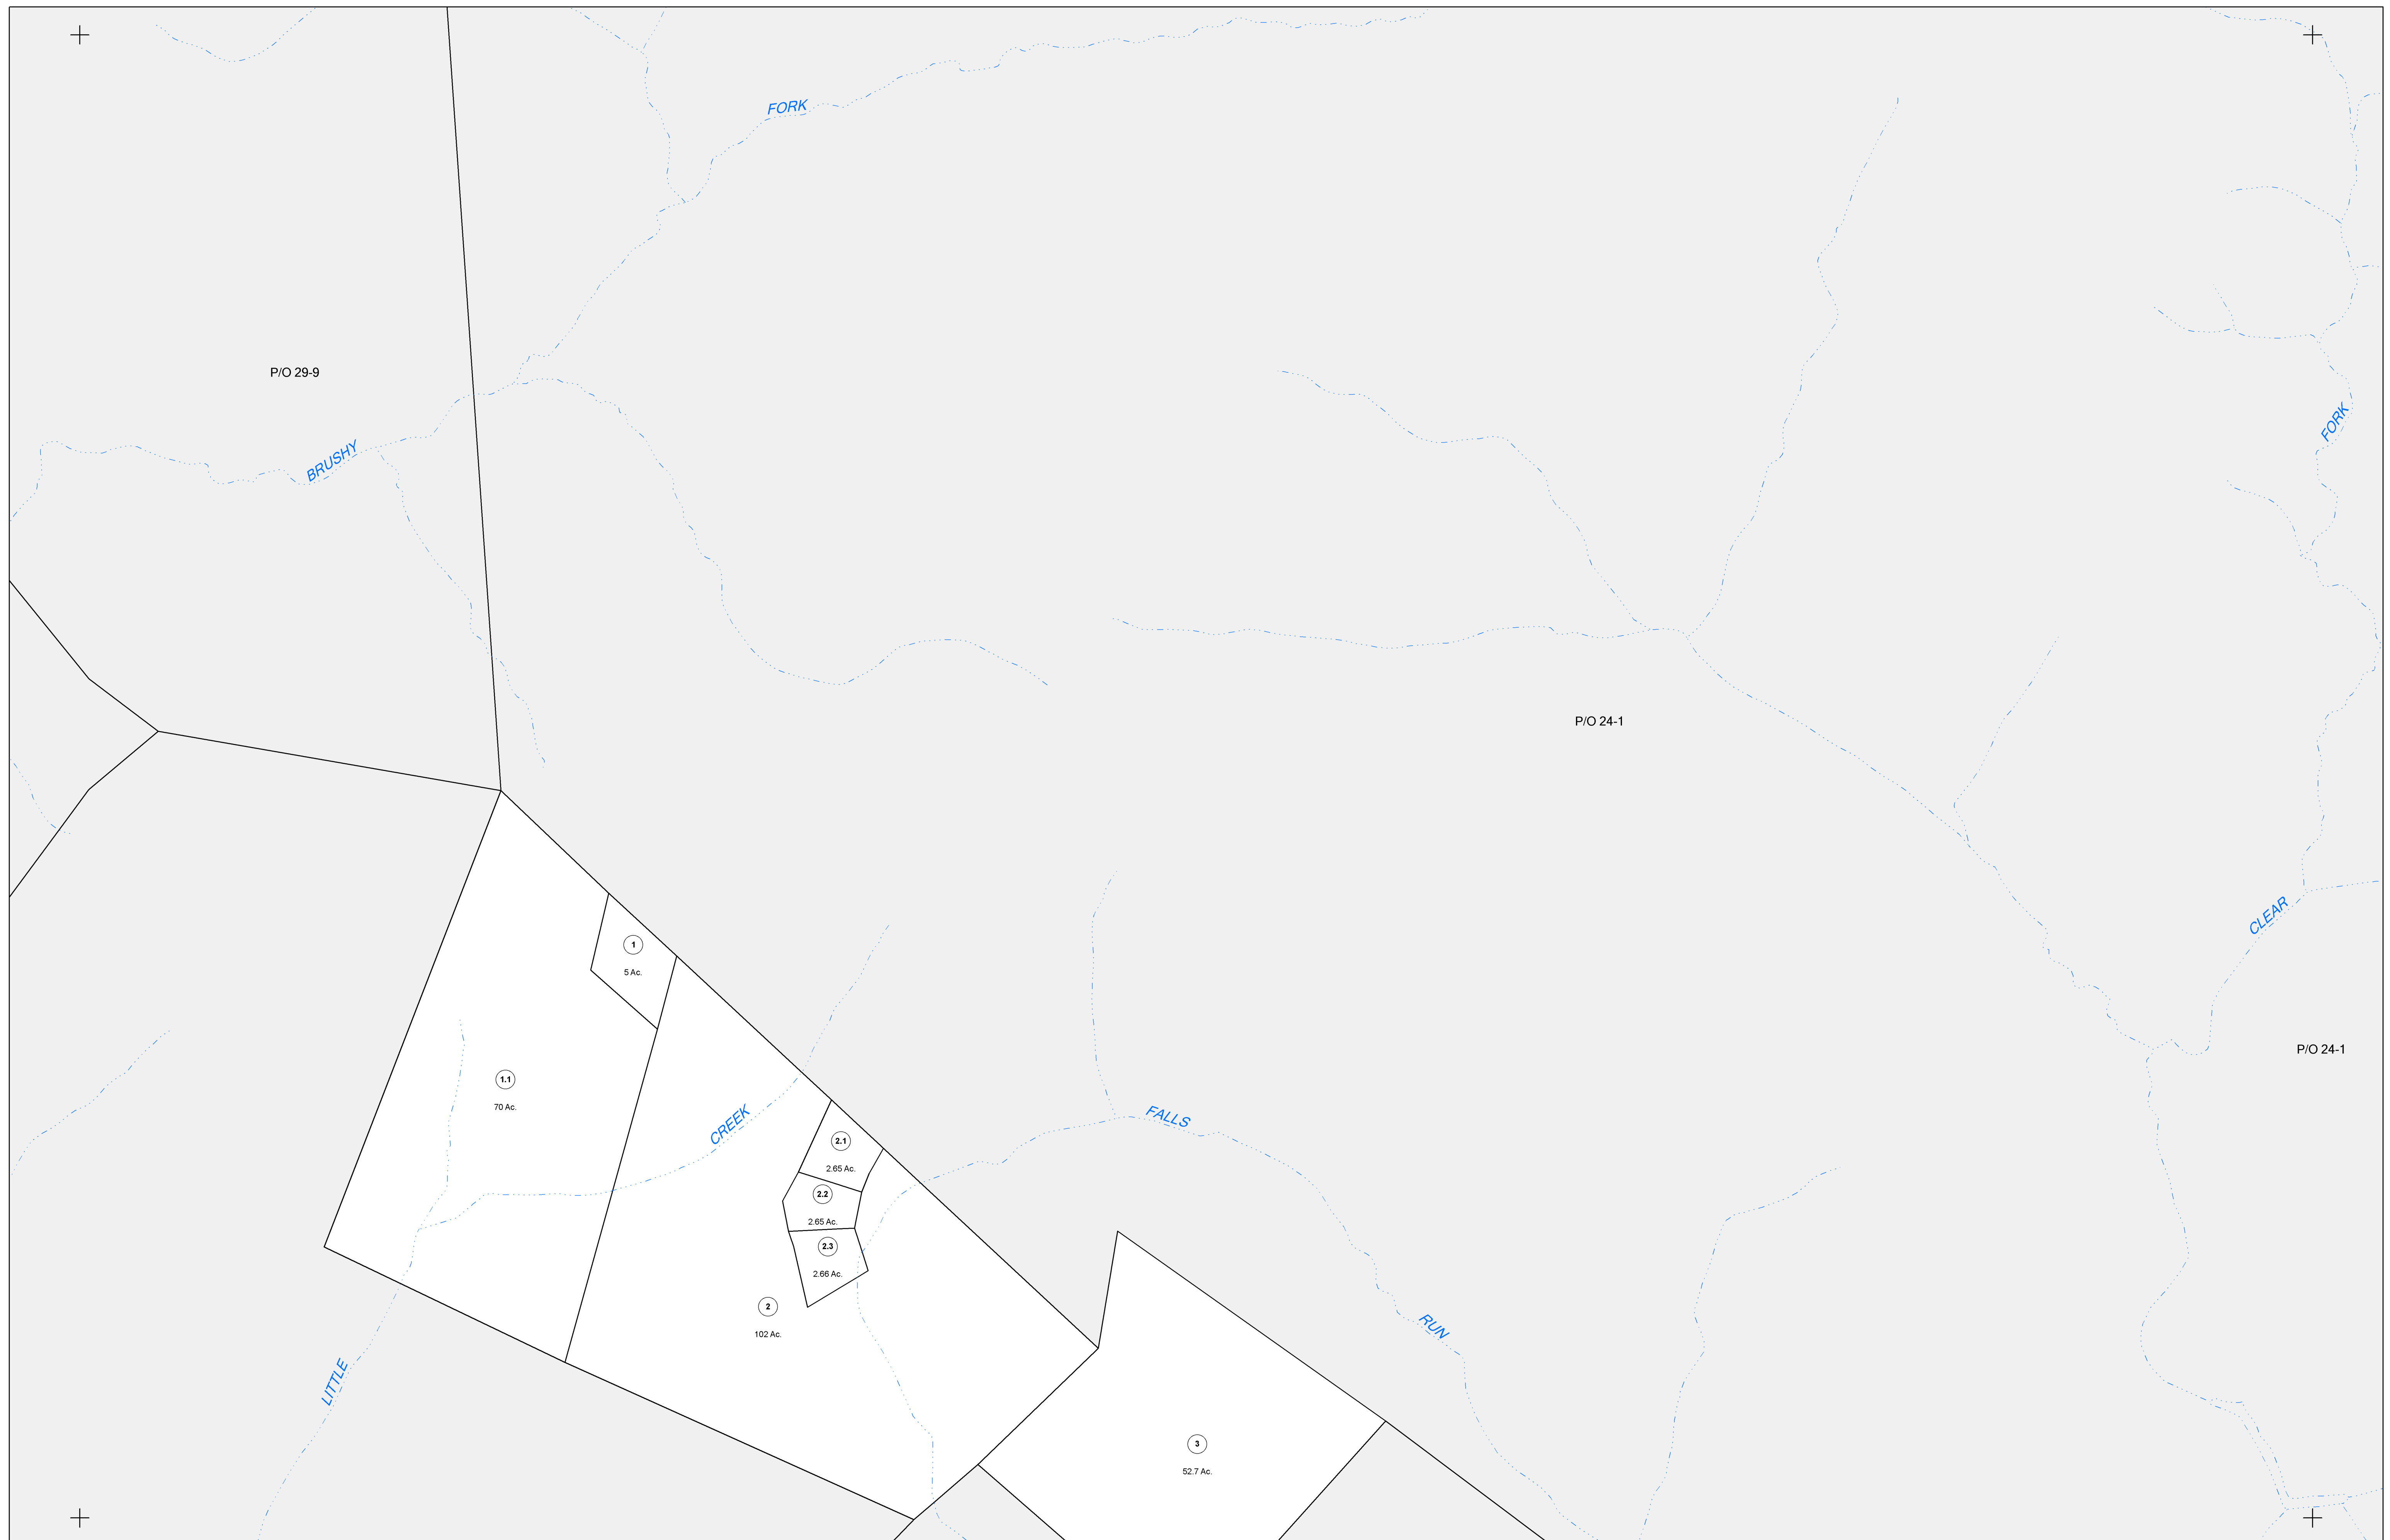 FORK
P/O 29-9
FORK
BRUSHY
P/O 24-1
CLEAR
1
5 Ac.
P/O 24-1
1.1
70 Ac.
CREEK
FALLS
2.1
2.65 Ac.
2.2
2.65 Ac.
2.3
2.66 Ac.
2
102 Ac.
RUN
LITTLE
3
52.7 Ac.